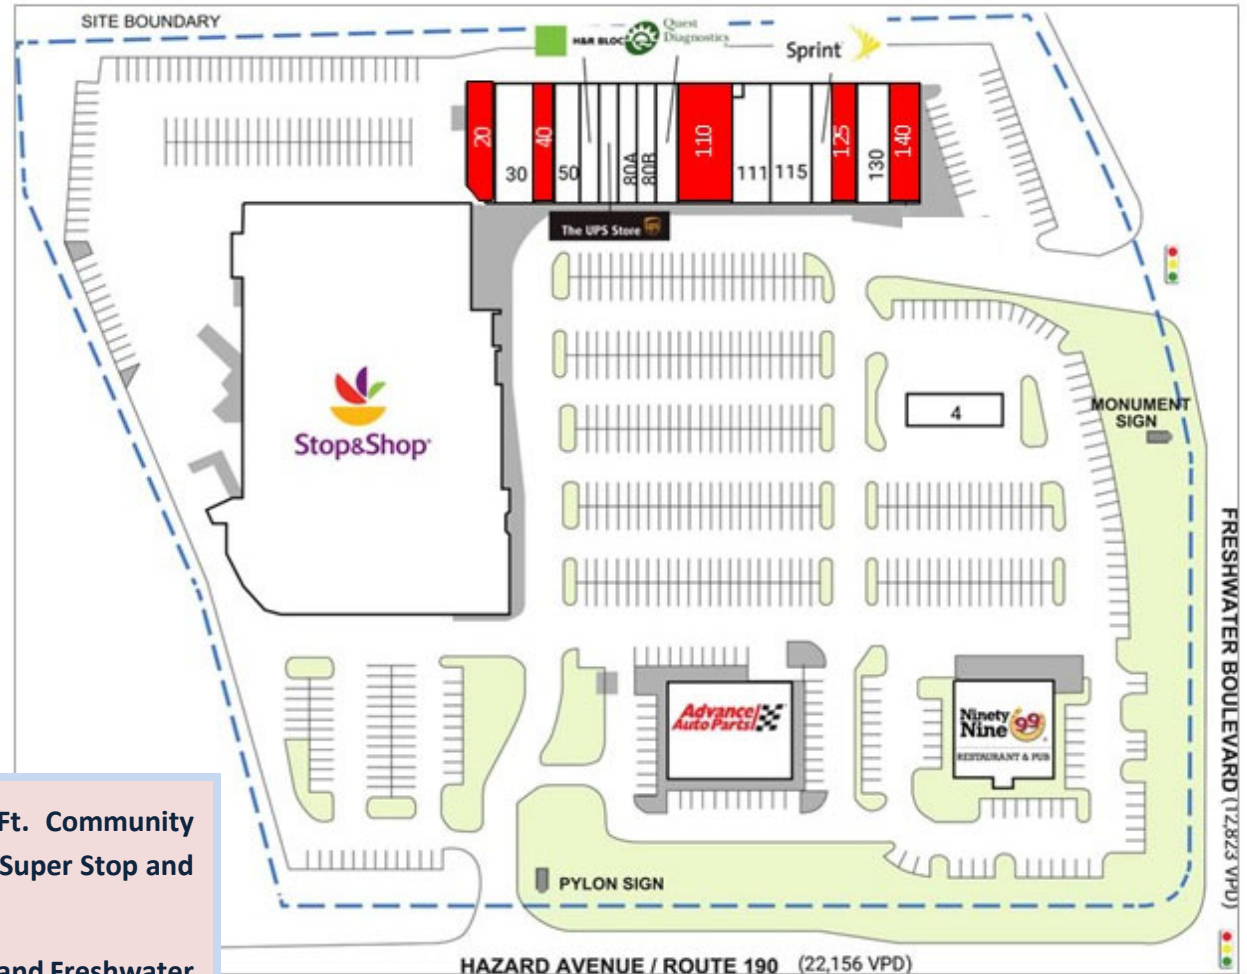 SITE BOUNDARY
H&R BLOC
Quest
Diagnostics
Sprint
20
30
40
50
80A
80B
110
111
115
125
130
140
The UPS Store
ups
Stop&Shop
4
MONUMENT
SIGN
FRESHWATER BOULEVARD (12,823 VPD)
Advance
Auto Parts
Ninety
Nine
99
RESTAURANT & PUB
Ft. Community
Super Stop and
PYLON SIGN
and Freshwater
HAZARD AVENUE / ROUTE 190 (22,156 VPD)